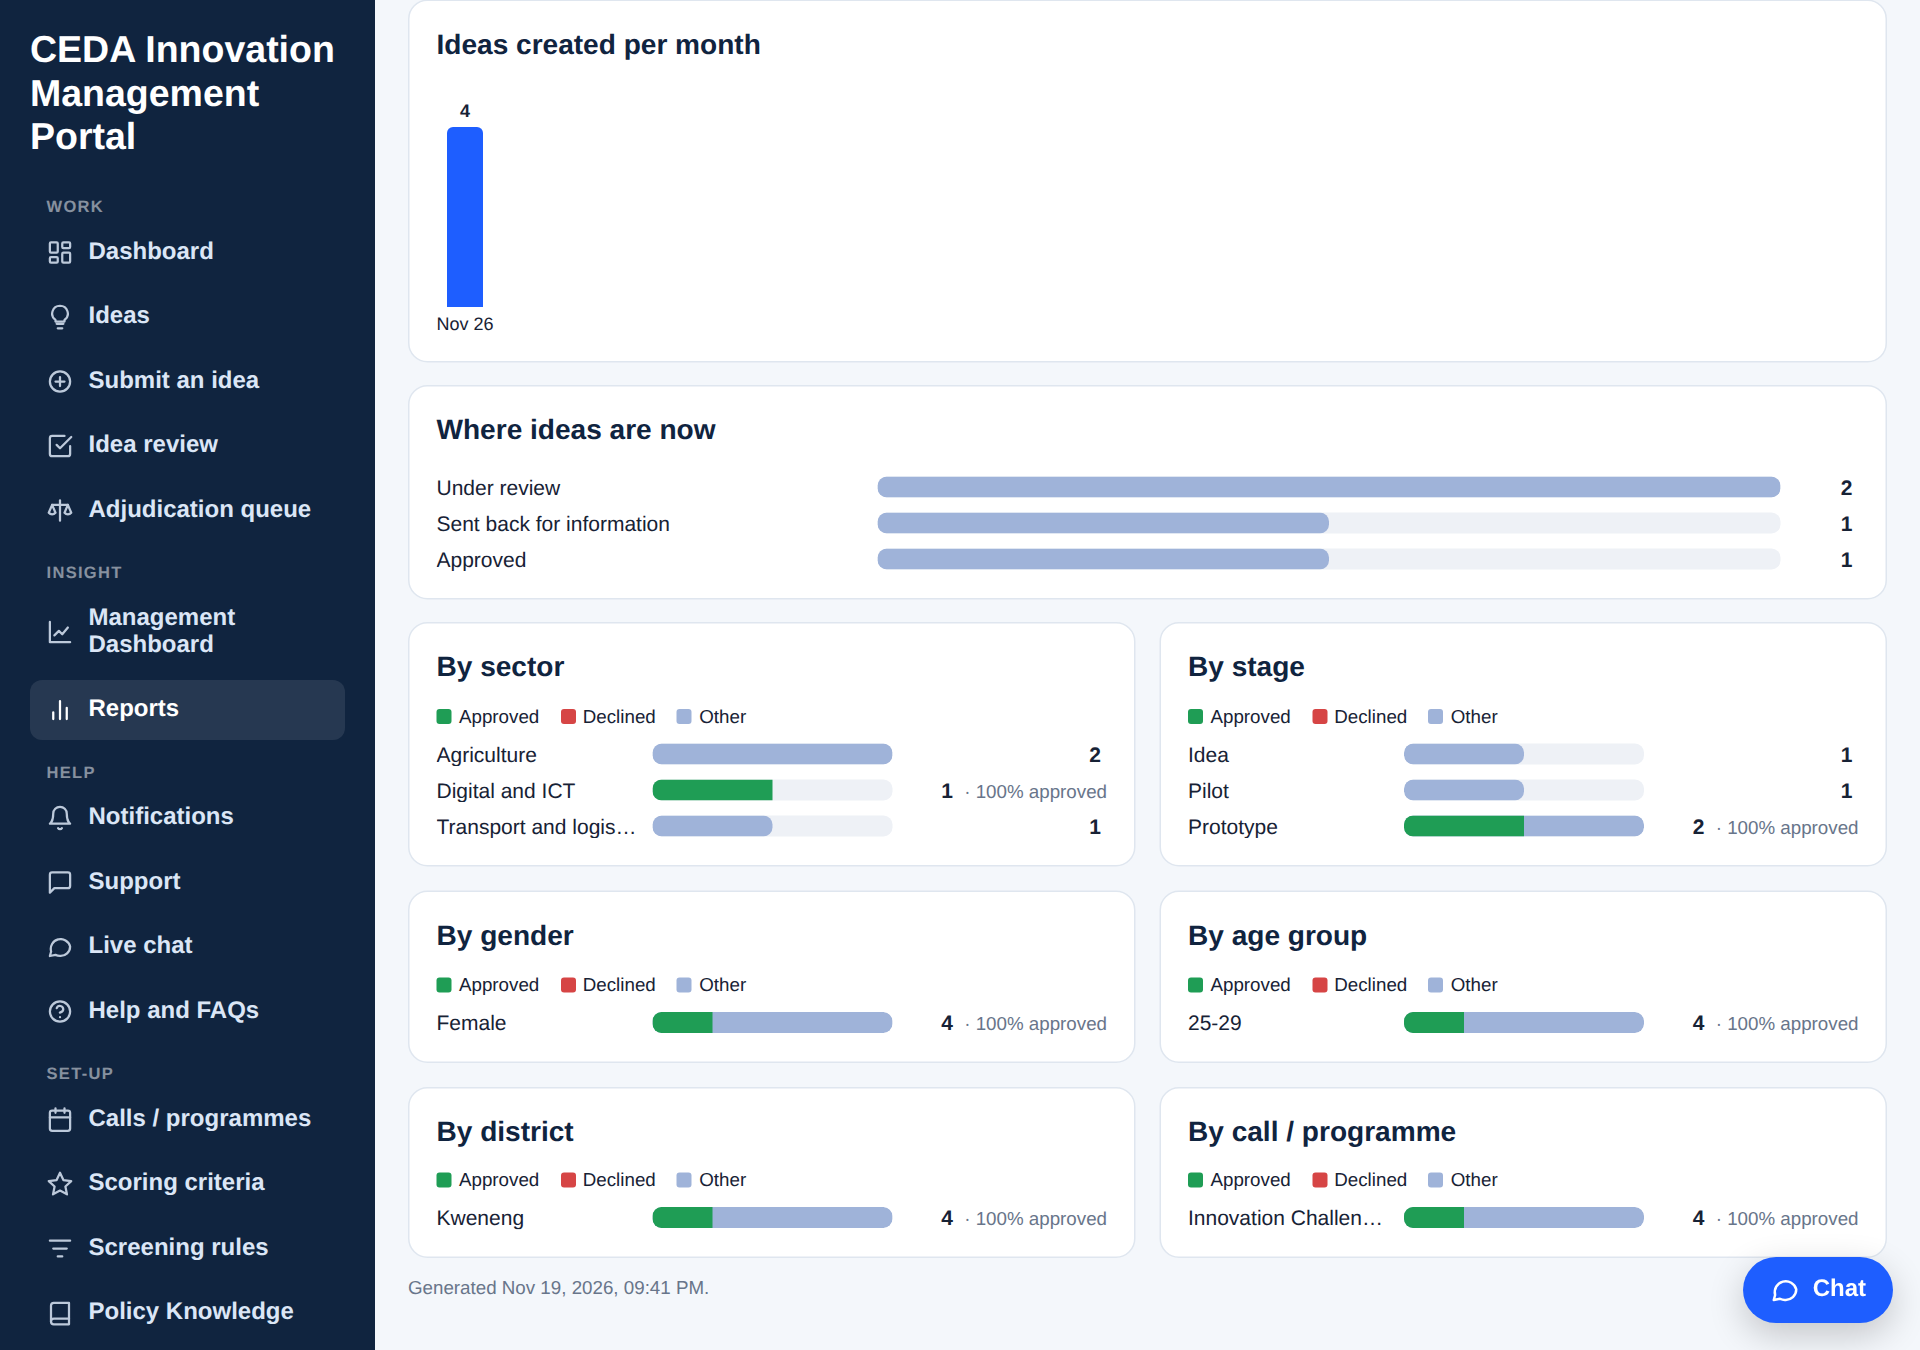 CEDA Innovation
Management
Portal
WORK
Dashboard
Ideas
Submit an idea
Idea review
Adjudication queue
INSIGHT
Management
Dashboard
Reports
HELP
Notifications
Support
Live chat
Help and FAQs
SET-UP
Calls / programmes
Scoring criteria
Screening rules
Policy Knowledge
Ideas created per month
4
Nov 26
Where ideas are now
Under review 2
Sent back for information 1
Approved 1
By sector
Approved Declined Other
Agriculture 2
Digital and ICT 1 · 100% approved
Transport and logis… 1
By stage
Approved Declined Other
Idea 1
Pilot 1
Prototype 2 · 100% approved
By gender
Approved Declined Other
Female 4 · 100% approved
By age group
Approved Declined Other
25-29 4 · 100% approved
By district
Approved Declined Other
Kweneng 4 · 100% approved
By call / programme
Approved Declined Other
Innovation Challen… 4 · 100% approved
Generated Nov 19, 2026, 09:41 PM.
Chat